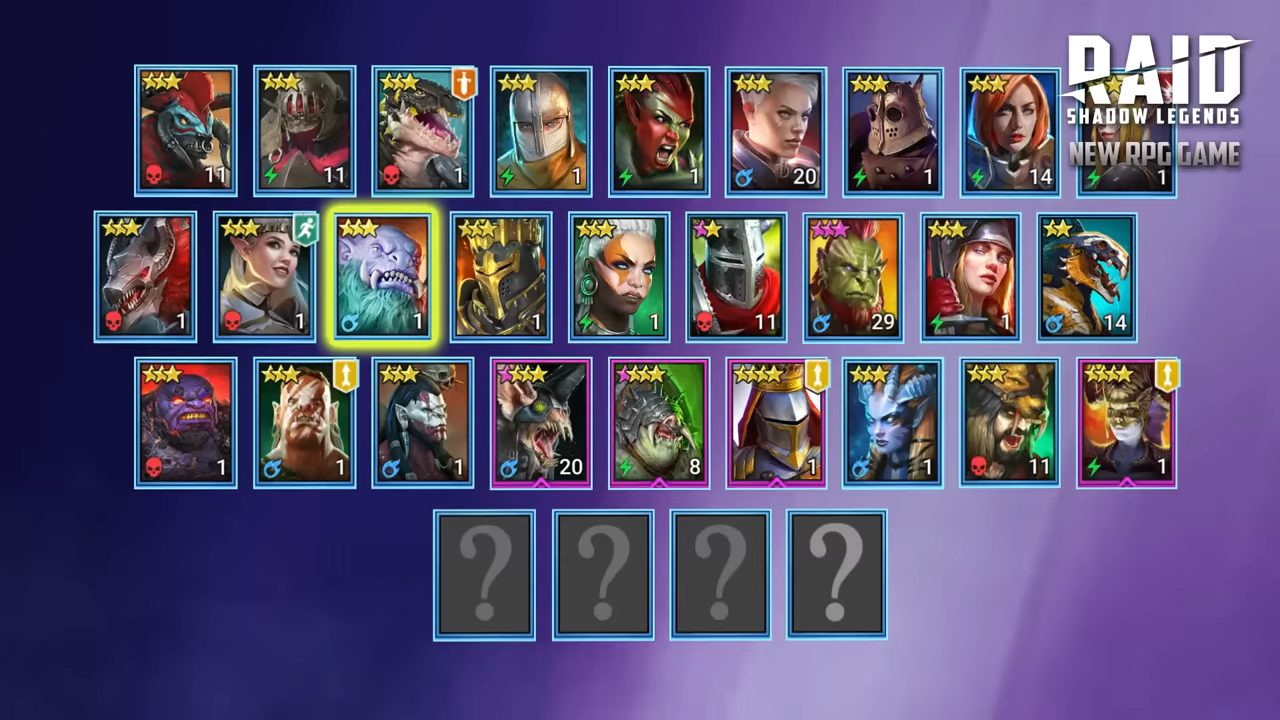 RAID
SHADOW LEGENDS
NEW RPG GAME
11 11 1 1 1 20 1 14 1
1 1 1 1 1 11 29 1 14
1 1 1 20 8 1 1 11 1
? ? ? ?